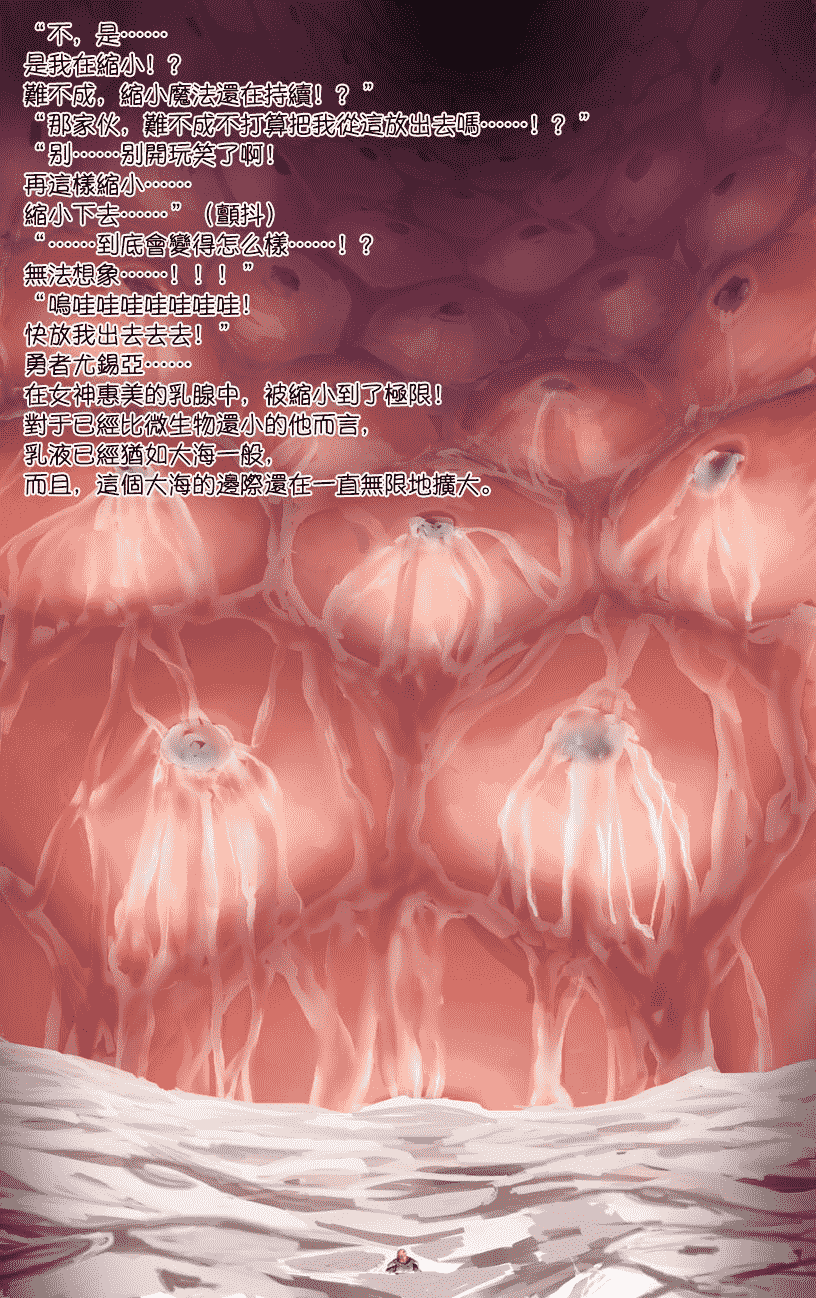 “不，是……
是我在縮小！？
難不成，縮小魔法還在持續！？”
“那家伙，難不成不打算把我從這放出去嗎……！？”
“别……别開玩笑了啊！
再這樣縮小……
縮小下去……”（顫抖）
“……到底會變得怎么樣……！？
無法想象……！！！”
“嗚哇哇哇哇哇哇哇！
快放我出去去去！”
勇者尤錫亞……
在女神惠美的乳腺中，被縮小到了極限！
對于已經比微生物還小的他而言，
乳液已經猶如大海一般，
而且，這個大海的邊際還在一直無限地擴大。